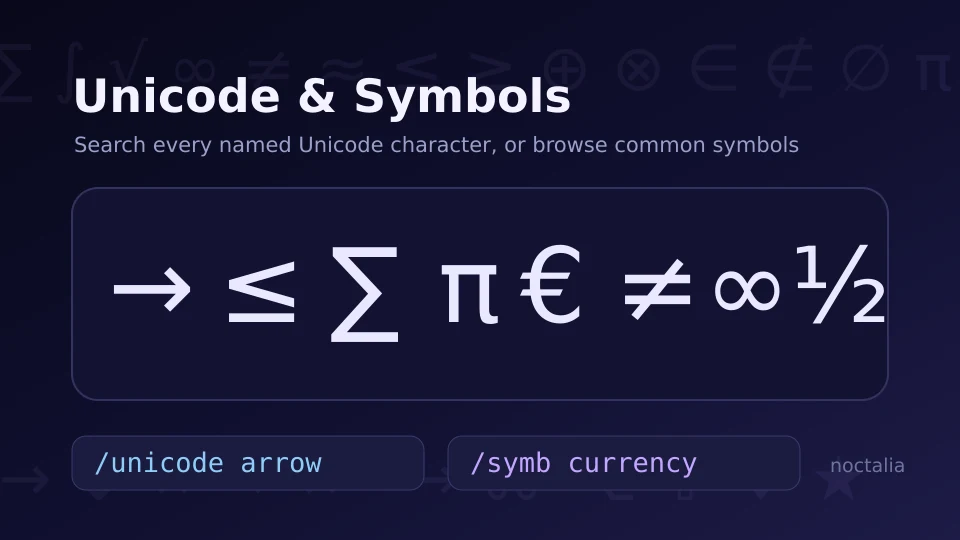 ∑ ∫ √ ∞ ≠ ≈ ≤ ≥ ⊕ ⊗ ∈ ∉ ∅ π
Unicode & Symbols
Search every named Unicode character, or browse common symbols
→ ≤ ∑ π € ≠ ∞ ½
/unicode arrow
/symb currency
noctalia